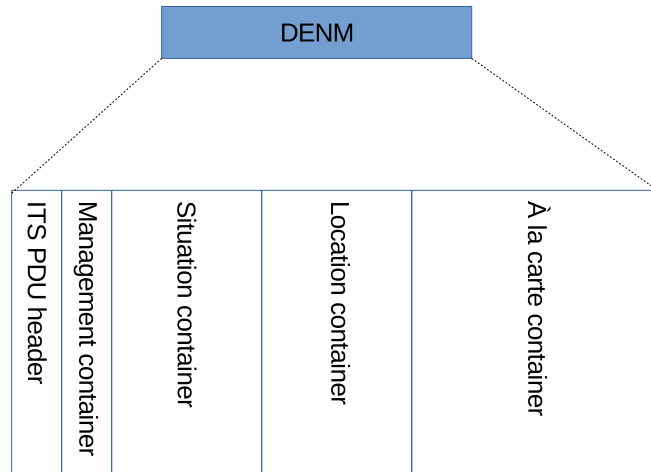 DENM
ITS PDU header
Management container
Situation container
Location container
À la carte container